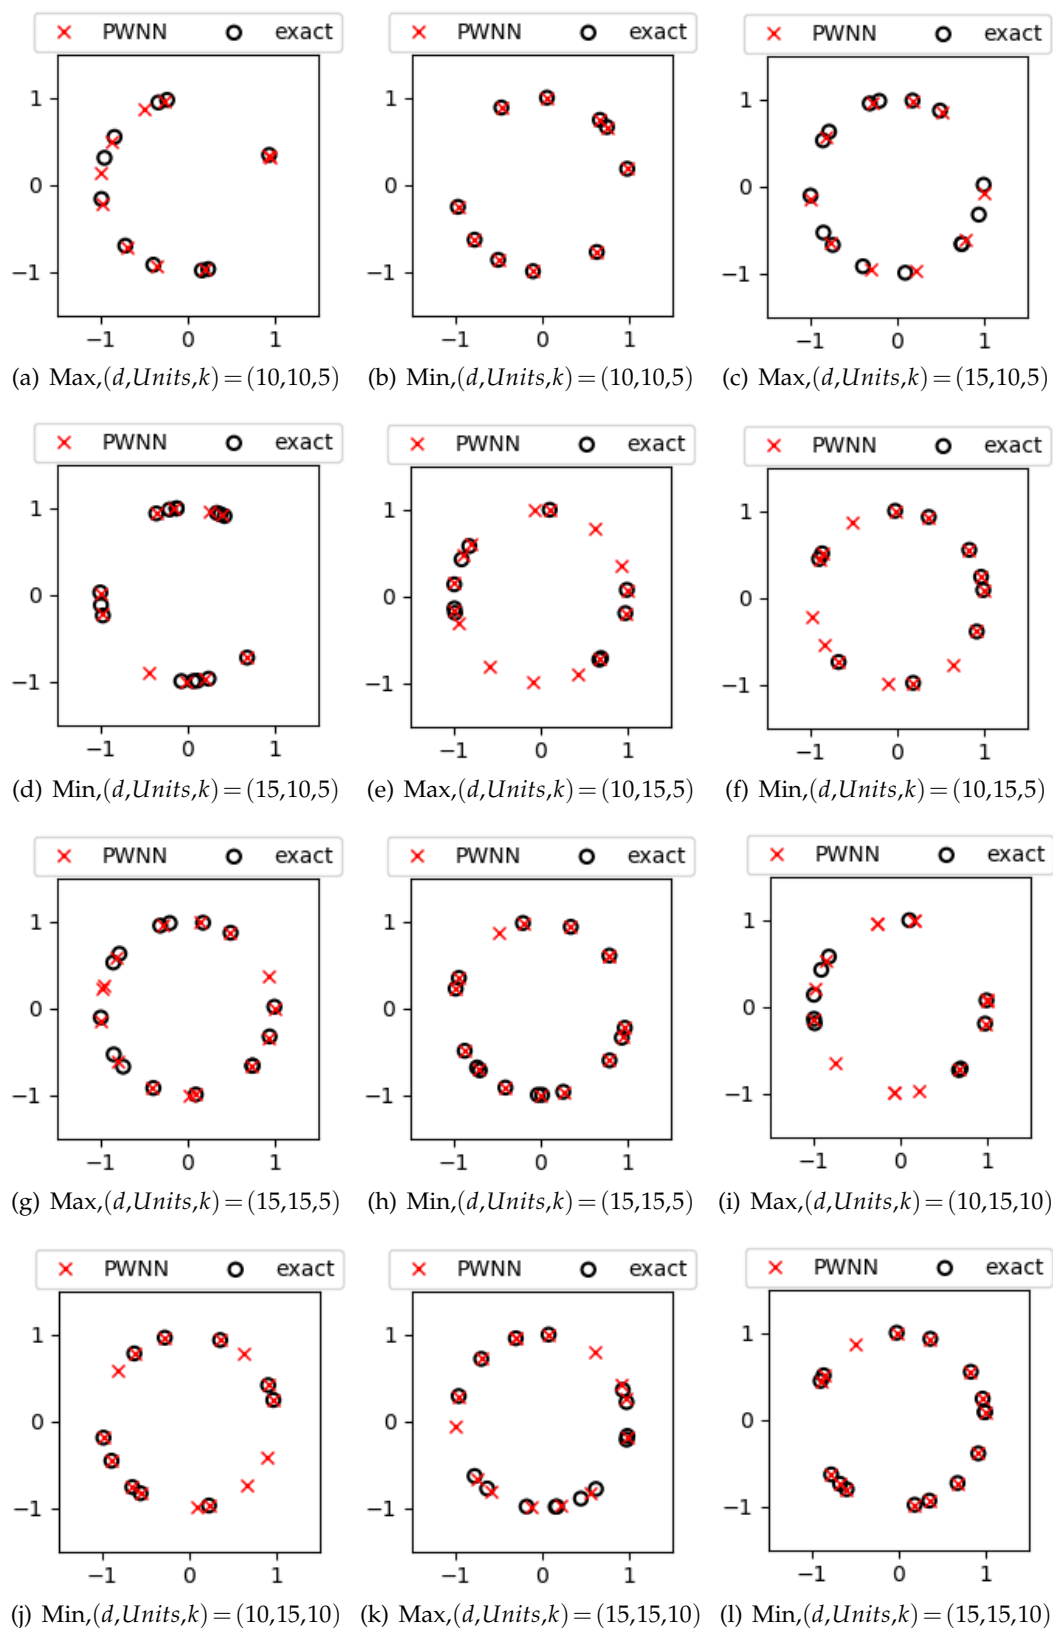 PWNN exact PWNN exact PWNN exact
1 1 1
0 0 0
−1 −1 −1
−1 0 1 −1 0 1 −1 0 1
(a) Max,(d,Units,k)=(10,10,5) (b) Min,(d,Units,k)=(10,10,5) (c) Max,(d,Units,k)=(15,10,5)
PWNN exact PWNN exact PWNN exact
1 1 1
0 0 0
−1 −1 −1
−1 0 1 −1 0 1 −1 0 1
(d) Min,(d,Units,k)=(15,10,5) (e) Max,(d,Units,k)=(10,15,5) (f) Min,(d,Units,k)=(10,15,5)
PWNN exact PWNN exact PWNN exact
1 1 1
0 0 0
−1 −1 −1
−1 0 1 −1 0 1 −1 0 1
(g) Max,(d,Units,k)=(15,15,5) (h) Min,(d,Units,k)=(15,15,5) (i) Max,(d,Units,k)=(10,15,10)
PWNN exact PWNN exact PWNN exact
1 1 1
0 0 0
−1 −1 −1
−1 0 1 −1 0 1 −1 0 1
(j) Min,(d,Units,k)=(10,15,10) (k) Max,(d,Units,k)=(15,15,10) (l) Min,(d,Units,k)=(15,15,10)